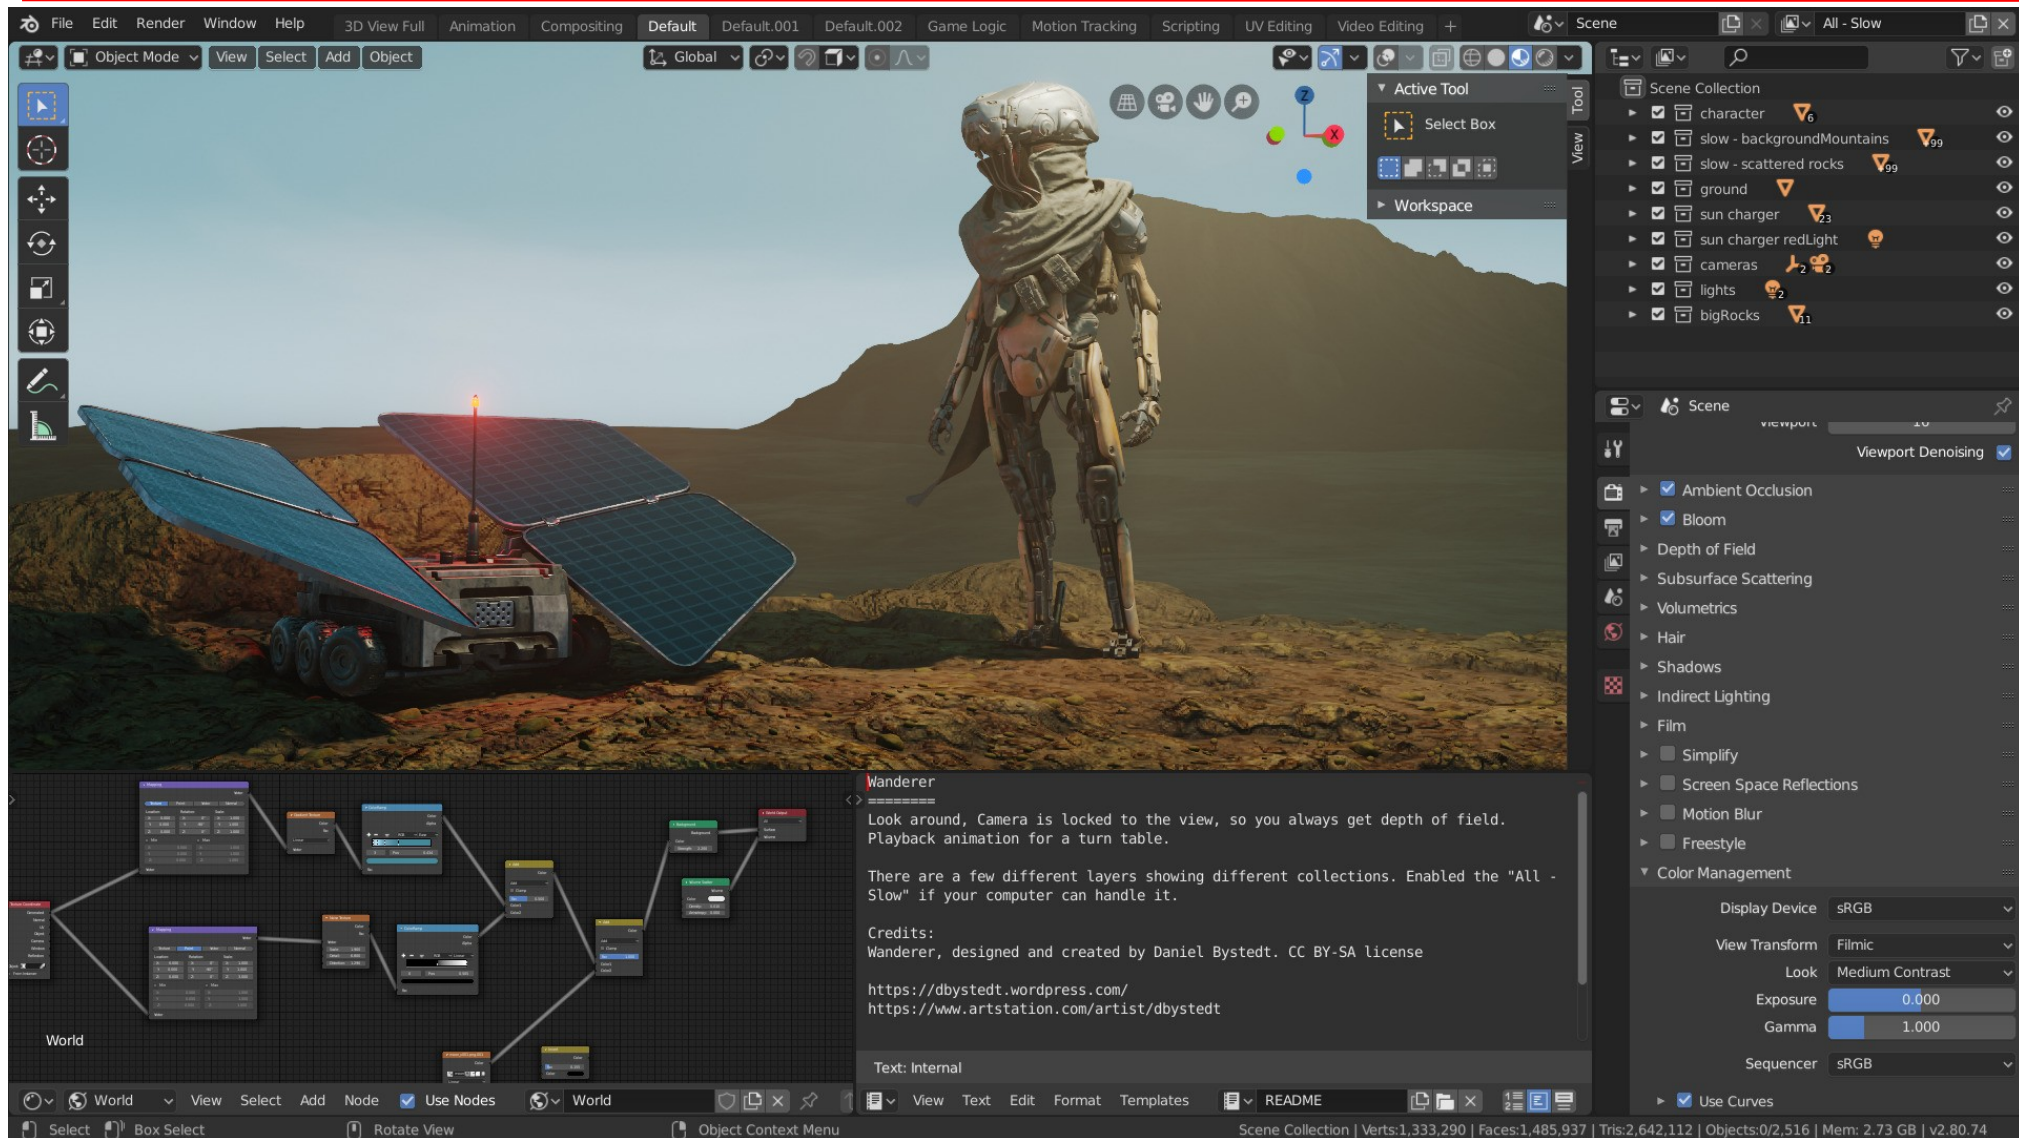 File Edit Render Window Help 3D View Full Animation Compositing Default Default.001 Default.002 Game Logic Motion Tracking Scripting UV Editing Video Editing + Scene All - Slow
Object Mode View Select Add Object Global
Z
X
Active Tool
Select Box
Workspace
Tool
View
Scene Collection
character 6
slow - backgroundMountains 99
slow - scattered rocks 99
ground
sun charger 23
sun charger redLight
cameras 2 2
lights 2
bigRocks 11
Scene
Viewport 16
Viewport Denoising
Ambient Occlusion
Bloom
Depth of Field
Subsurface Scattering
Volumetrics
Hair
Shadows
Indirect Lighting
Film
Simplify
Screen Space Reflections
Motion Blur
Freestyle
Color Management
Display Device sRGB
View Transform Filmic
Look Medium Contrast
Exposure 0.000
Gamma 1.000
Sequencer sRGB
Use Curves
World
World View Select Add Node Use Nodes World
Wanderer
========
Look around, Camera is locked to the view, so you always get depth of field.
Playback animation for a turn table.
There are a few different layers showing different collections. Enabled the "All -
Slow" if your computer can handle it.
Credits:
Wanderer, designed and created by Daniel Bystedt. CC BY-SA license
https://dbystedt.wordpress.com/
https://www.artstation.com/artist/dbystedt
Text: Internal
View Text Edit Format Templates README
Select Box Select Rotate View Object Context Menu
Scene Collection | Verts:1,333,290 | Faces:1,485,937 | Tris:2,642,112 | Objects:0/2,516 | Mem: 2.73 GB | v2.80.74